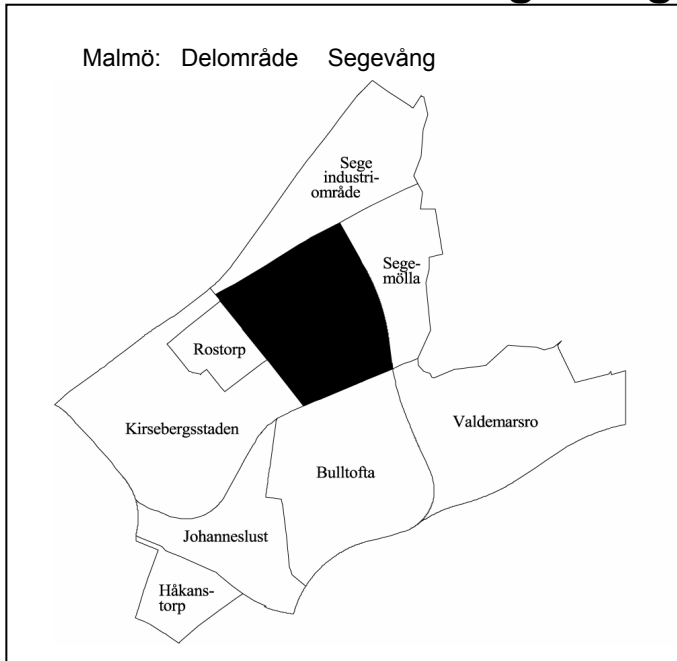 Malmö: Delområde Segevång
Sege
industri-
område
Sege-
mölla
Rostorp
Kirsebergsstaden
Valdemarsro
Bulltofta
Johanneslust
Håkans-
torp